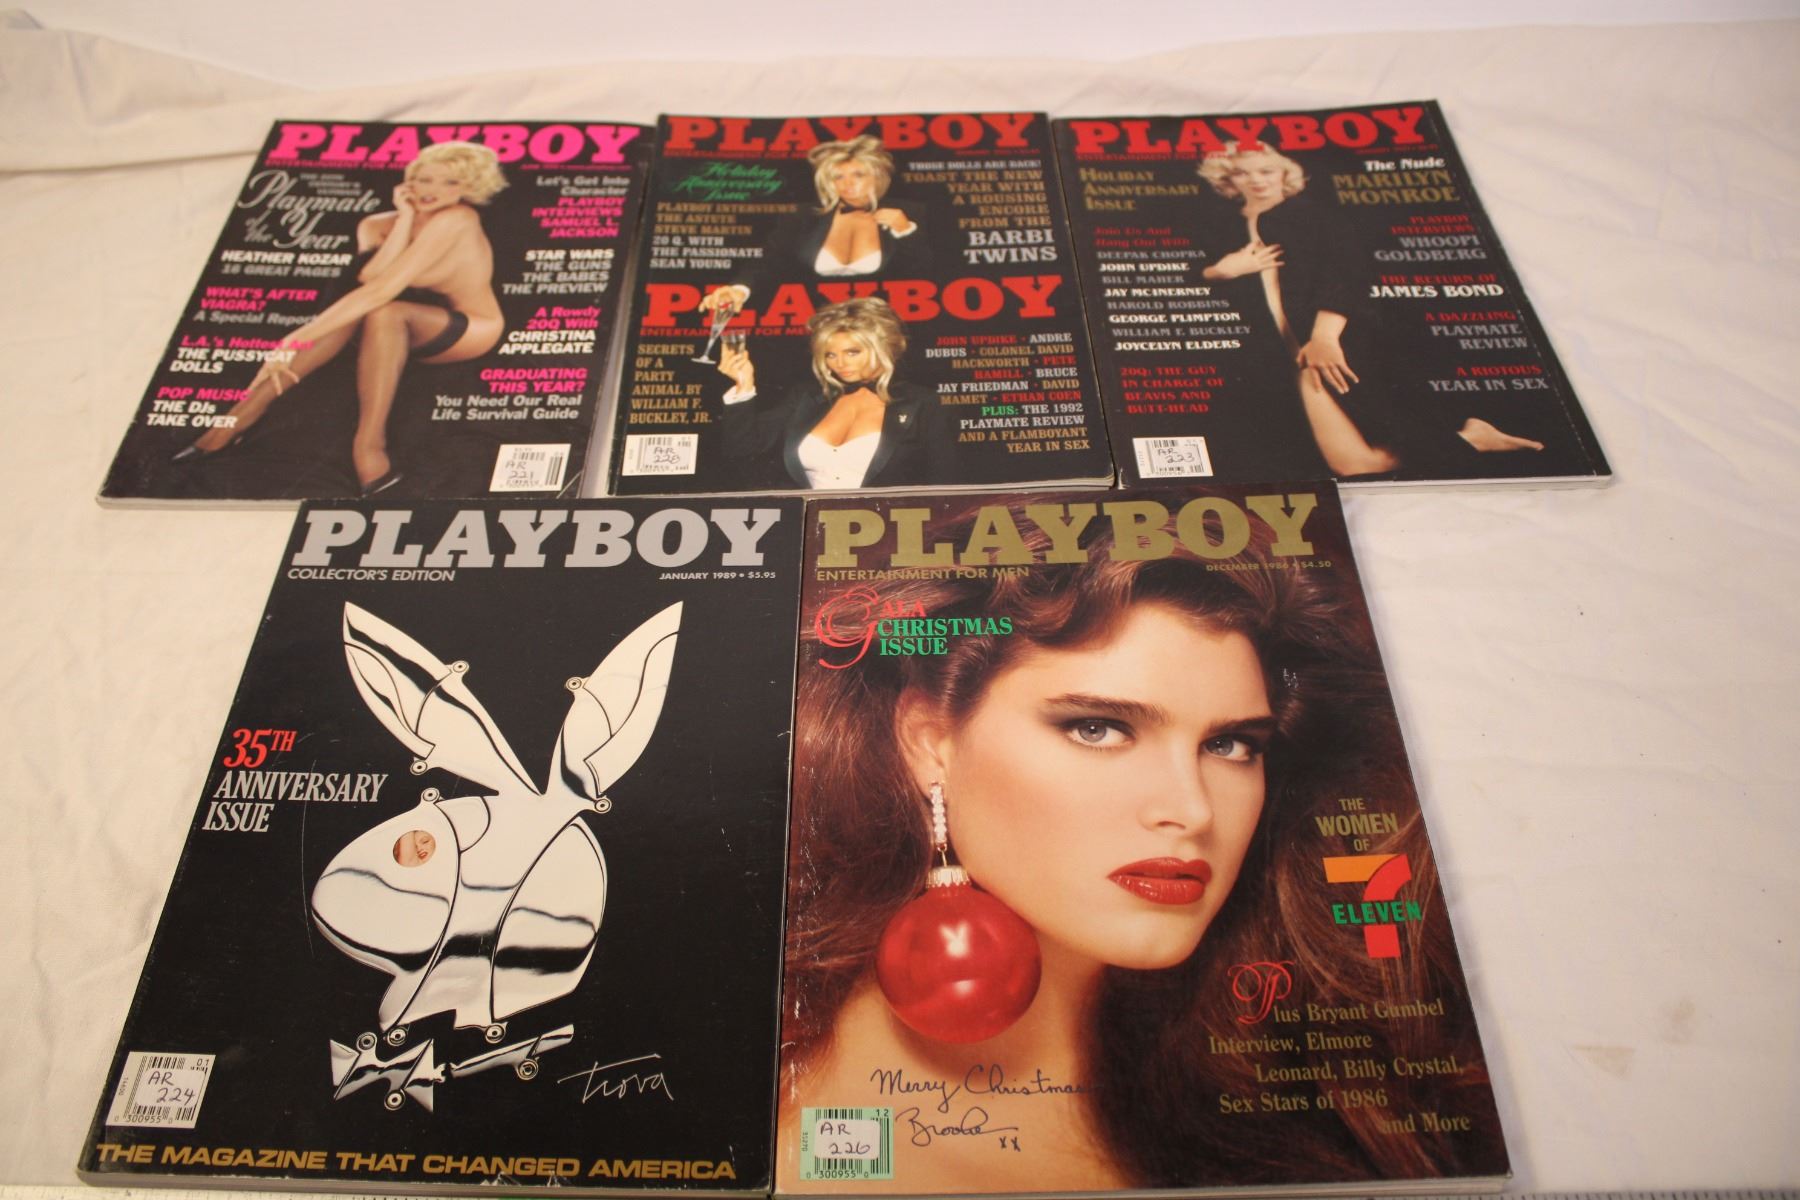 PLAYBOY
ENTERTAINMENT FOR
Playmate
of the Year
HEATHER KOZAR
16 GREAT PAGES
WHAT'S AFTER
VIAGRA?
A Special Report
L.A.'s Hottest Act
THE PUSSYCAT
DOLLS
POP MUSIC
THE DJs
TAKE OVER
Let's Get Into
Character
PLAYBOY
INTERVIEWS
SAMUEL L.
JACKSON
STAR WARS
THE GUNS
THE BABES
THE PREVIEW
A Rowdy
20Q With
CHRISTINA
APPLEGATE
GRADUATING
THIS YEAR?
You Need Our Real
Life Survival Guide
AR
221
PLAYBOY
ENTERTAINMENT FOR
Holiday
Anniversary
Issue
PLAYBOY INTERVIEWS
THE ASTUTE
STEVE MARTIN
20 Q. WITH
THE PASSIONATE
SEAN YOUNG
THOSE DOLLS ARE BACK!
TOAST THE NEW
YEAR WITH
A ROUSING
ENCORE
FROM THE
BARBI
TWINS
PLAYBOY
ENTERTAINMENT FOR MEN
SECRETS
OF A
PARTY
ANIMAL BY
WILLIAM F.
BUCKLEY, JR.
JOHN UPDIKE • ANDRE
DUBUS • COLONEL DAVID
HACKWORTH • PETE
HAMILL • BRUCE
JAY FRIEDMAN • DAVID
MAMET • ETHAN COEN
PLUS: THE 1992
PLAYMATE REVIEW
AND A FLAMBOYANT
YEAR IN SEX
AR
228
PLAYBOY
ENTERTAINMENT FOR
HOLIDAY
ANNIVERSARY
ISSUE
Join Us And
Hang Out With
DEEPAK CHOPRA
JOHN UPDIKE
BILL MAHER
JAY MCINERNEY
HAROLD ROBBINS
GEORGE PLIMPTON
WILLIAM F. BUCKLEY
JOYCELYN ELDERS
20Q: THE GUY
IN CHARGE OF
BEAVIS AND
BUTT-HEAD
The Nude
MARILYN
MONROE
PLAYBOY
INTERVIEWS
WHOOPI
GOLDBERG
THE RETURN OF
JAMES BOND
A DAZZLING
PLAYMATE
REVIEW
A RIOTOUS
YEAR IN SEX
AR
223
PLAYBOY
COLLECTOR'S EDITION
JANUARY 1989 • $5.95
35TH
ANNIVERSARY
ISSUE
Trova
01
AR
224
0 300955 0
THE MAGAZINE THAT CHANGED AMERICA
PLAYBOY
ENTERTAINMENT FOR MEN
DECEMBER 1986 • $4.50
GALA
CHRISTMAS
ISSUE
THE
WOMEN
OF
7
ELEVEN
Plus Bryant Gumbel
Interview, Elmore
Leonard, Billy Crystal,
Sex Stars of 1986
and More
Merry Christmas
Brooke
xx
12
AR
226
0 300955 0